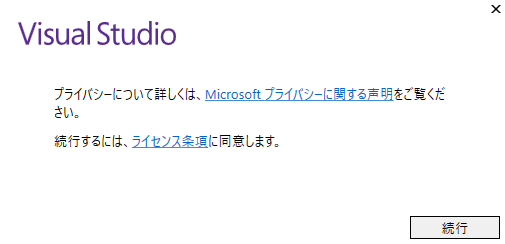 Visual Studio
プライバシーについて詳しくは、Microsoft プライバシーに関する声明をご覧くだ
さい。
続行するには、ライセンス条項に同意します。
続行